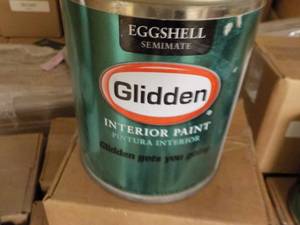 EGGSHELL
SEMIMATE
Glidden
INTERIOR PAINT
PINTURA INTERIOR
Glidden gets you going